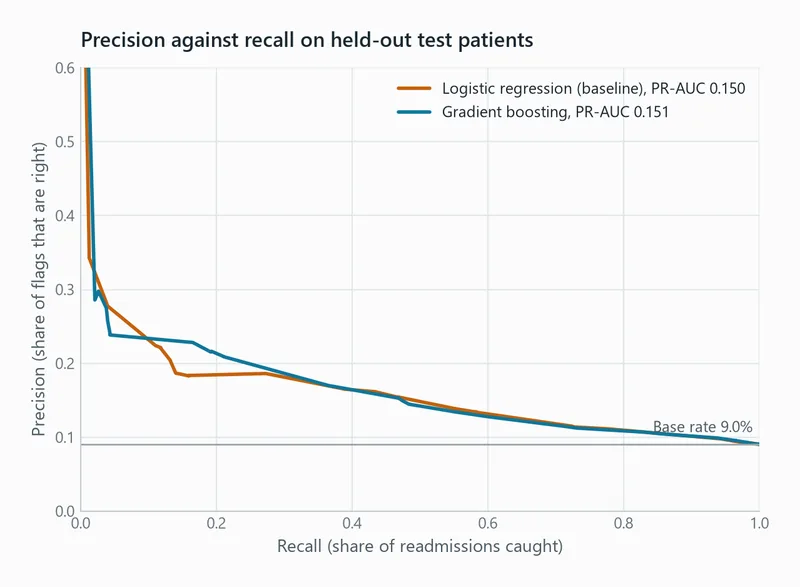 Precision against recall on held-out test patients
Logistic regression (baseline), PR-AUC 0.150
Gradient boosting, PR-AUC 0.151
Precision (share of flags that are right)
0.6
0.5
0.4
0.3
0.2
0.1
0.0
Base rate 9.0%
0.0 0.2 0.4 0.6 0.8 1.0
Recall (share of readmissions caught)